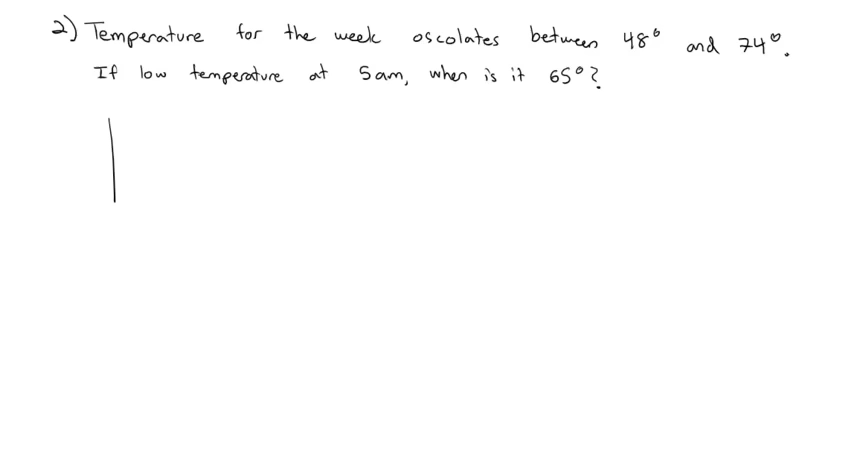 2) Temperature for the week oscolates between 48° and 74°.
If low temperature at 5am, when is it 65°?